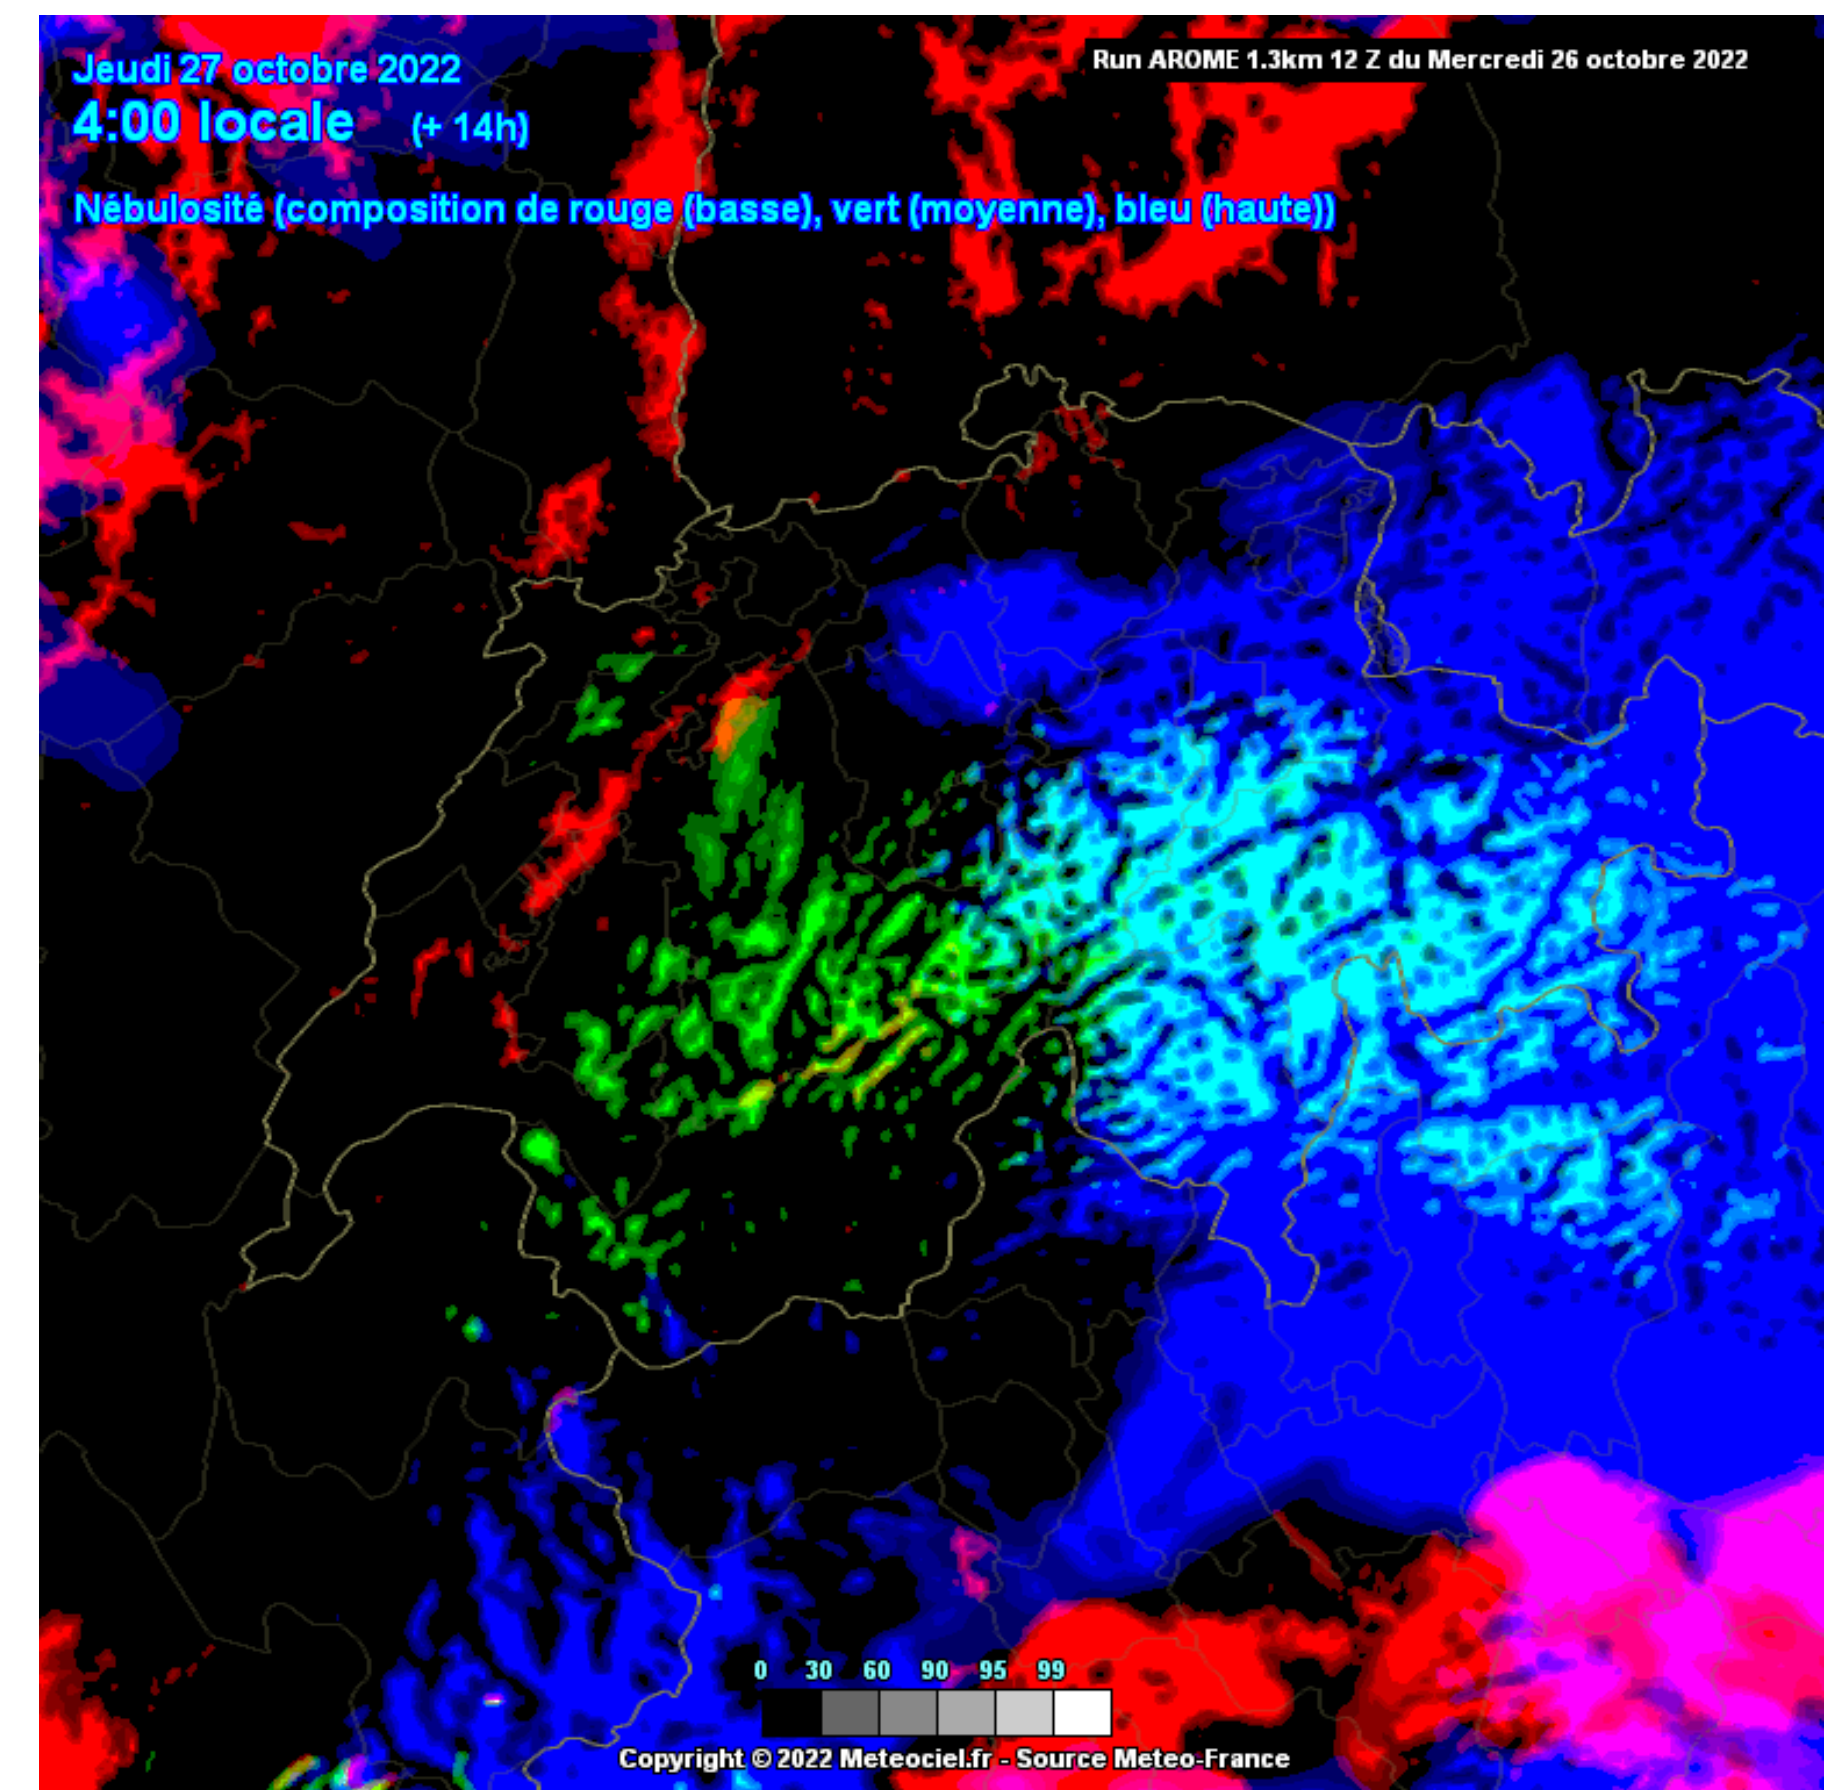 Jeudi 27 octobre 2022
Run AROME 1.3km 12 Z du Mercredi 26 octobre 2022
4:00 locale (+ 14h)
Nébulosité (composition de rouge (basse), vert (moyenne), bleu (haute))
0 30 60 90 95 99
Copyright © 2022 Meteociel.fr - Source Meteo-France